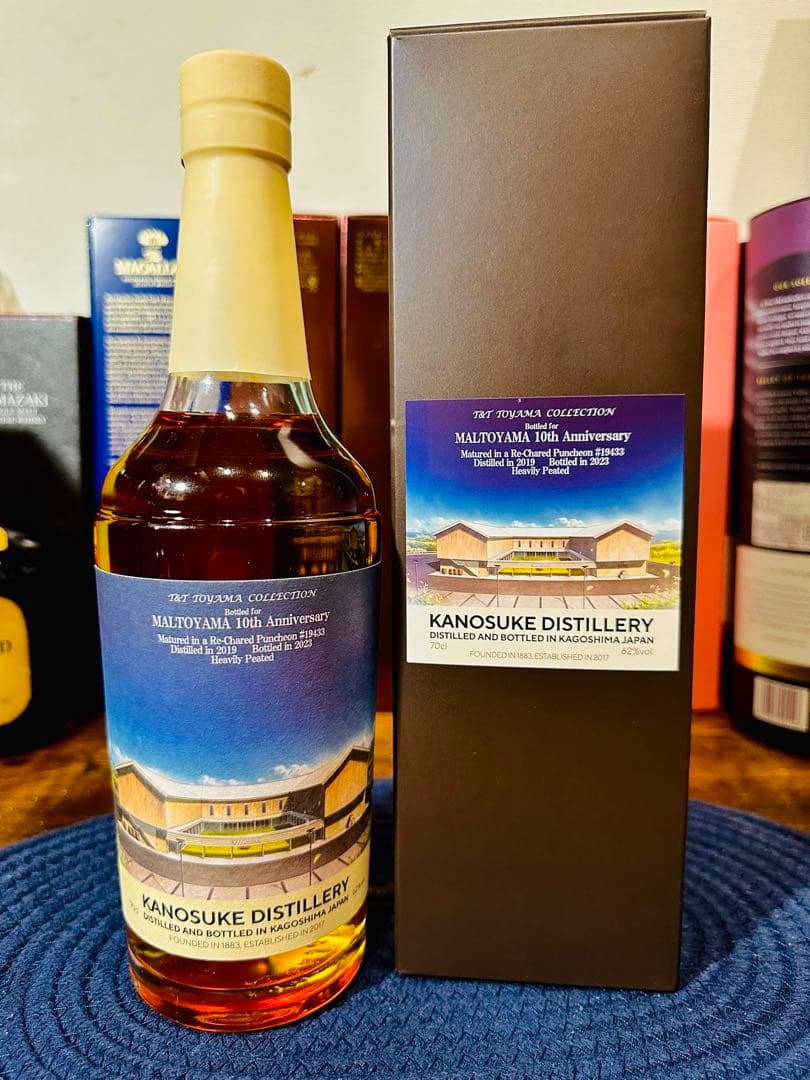 T&T TOYAMA COLLECTION
Bottled for
MALTOYAMA 10th Anniversary
Matured in a Re-Chared Puncheon #19433
Distilled in 2019 Bottled in 2023
Heavily Peated
KANOSUKE DISTILLERY
DISTILLED AND BOTTLED IN KAGOSHIMA JAPAN
70cl
FOUNDED IN 1883, ESTABLISHED IN 2017
T&T TOYAMA COLLECTION
Bottled for
MALTOYAMA 10th Anniversary
Matured in a Re-Chared Puncheon #19433
Distilled in 2019 Bottled in 2023
Heavily Peated
KANOSUKE DISTILLERY
DISTILLED AND BOTTLED IN KAGOSHIMA JAPAN
70cl 62%vol.
FOUNDED IN 1883, ESTABLISHED IN 2017
THE
MAZAKI